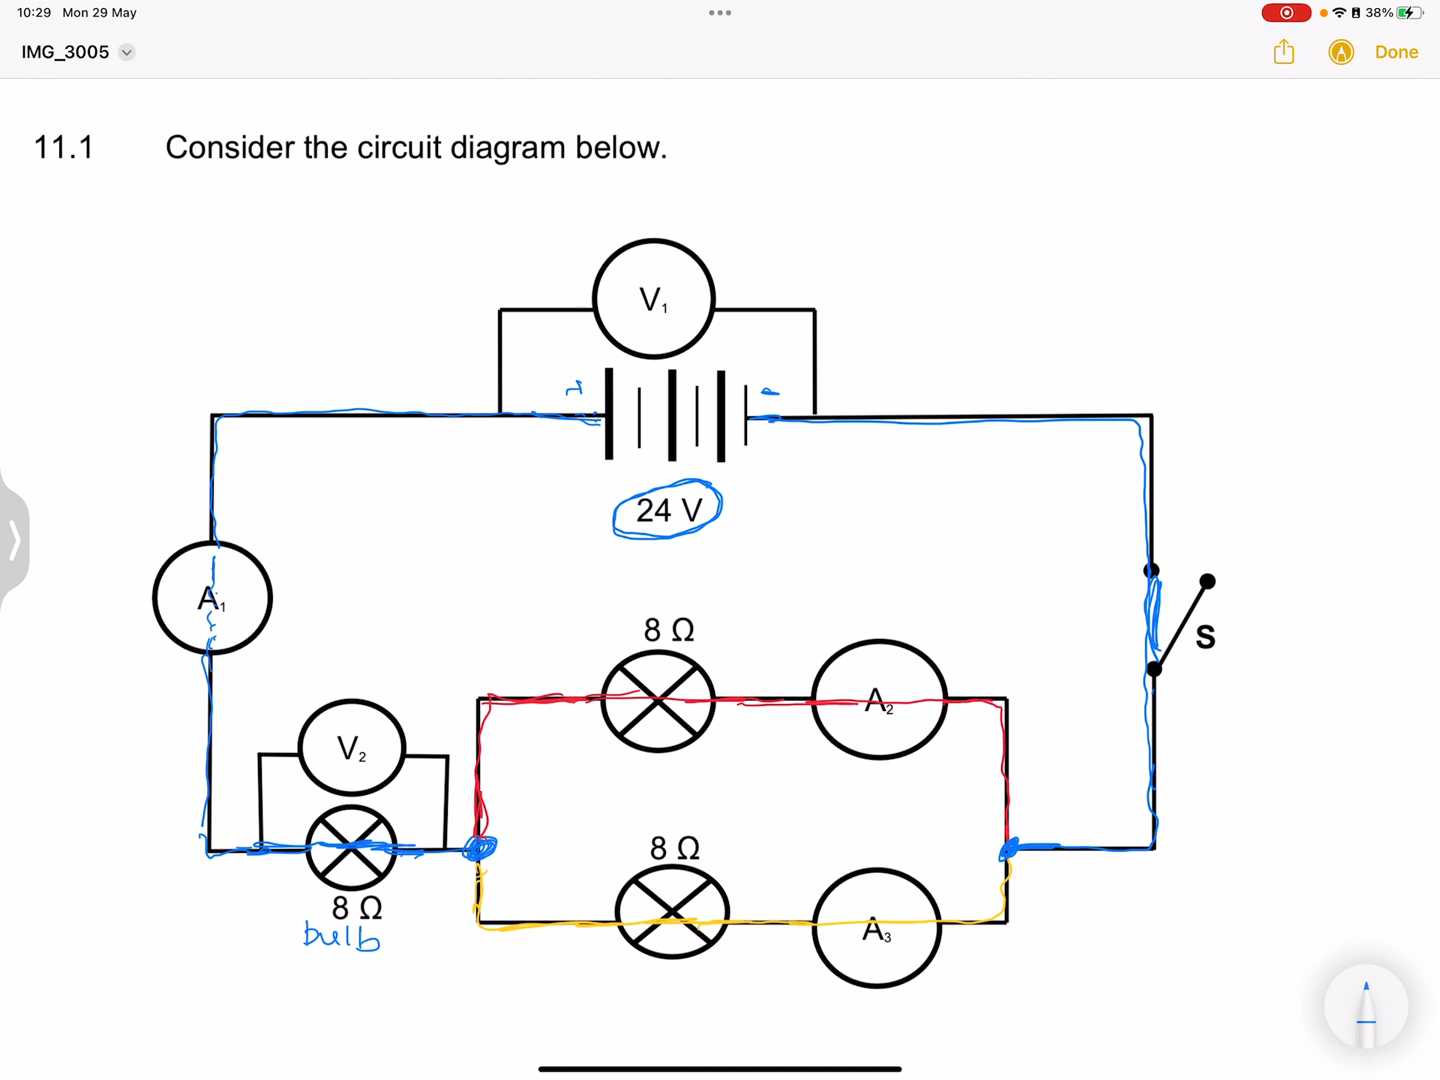 10:29 Mon 29 May
38%
IMG_3005
Done
11.1 Consider the circuit diagram below.
V₁
24 V
A₁
8 Ω
S
A₂
V₂
8 Ω
8 Ω
bulb
A₃